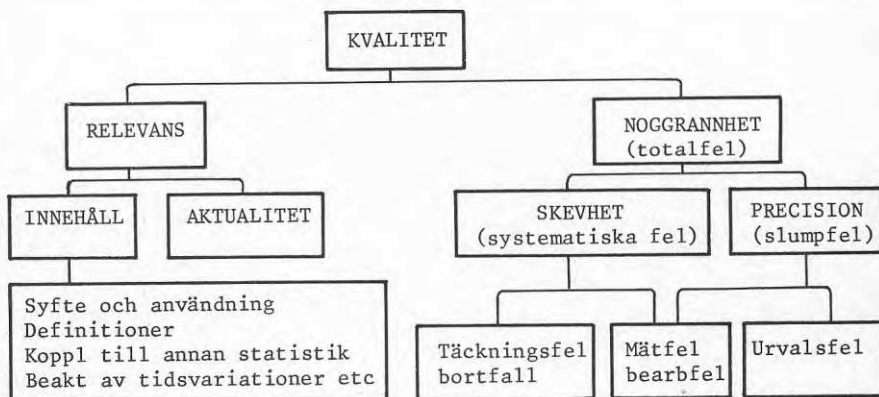 KVALITET
RELEVANS
NOGGRANNHET
(totalfel)
INNEHÅLL
AKTUALITET
SKEVHET
(systematiska fel)
PRECISION
(slumpfel)
Syfte och användning
Definitioner
Koppl till annan statistik
Beakt av tidsvariationer etc
Täckningsfel
bortfall
Mätfel
bearbfel
Urvalsfel